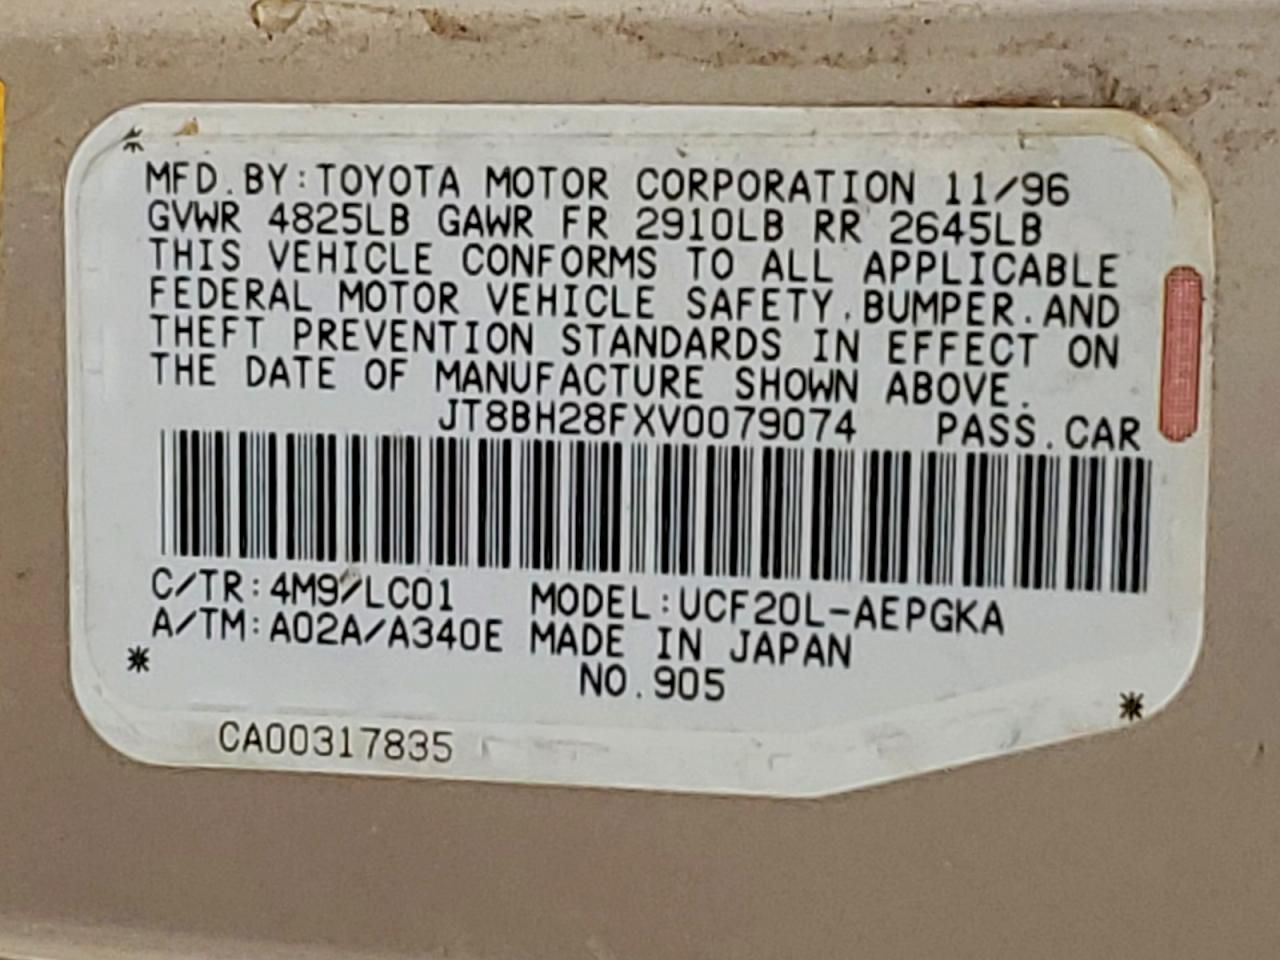 MFD.BY:TOYOTA MOTOR CORPORATION 11/96
GVWR 4825LB GAWR FR 2910LB RR 2645LB
THIS VEHICLE CONFORMS TO ALL APPLICABLE
FEDERAL MOTOR VEHICLE SAFETY,BUMPER,AND
THEFT PREVENTION STANDARDS IN EFFECT ON
THE DATE OF MANUFACTURE SHOWN ABOVE.
JT8BH28FXV0079074 PASS.CAR
C/TR:4M9/LC01 MODEL:UCF20L-AEPGKA
A/TM:A02A/A340E MADE IN JAPAN
NO.905
CA00317835